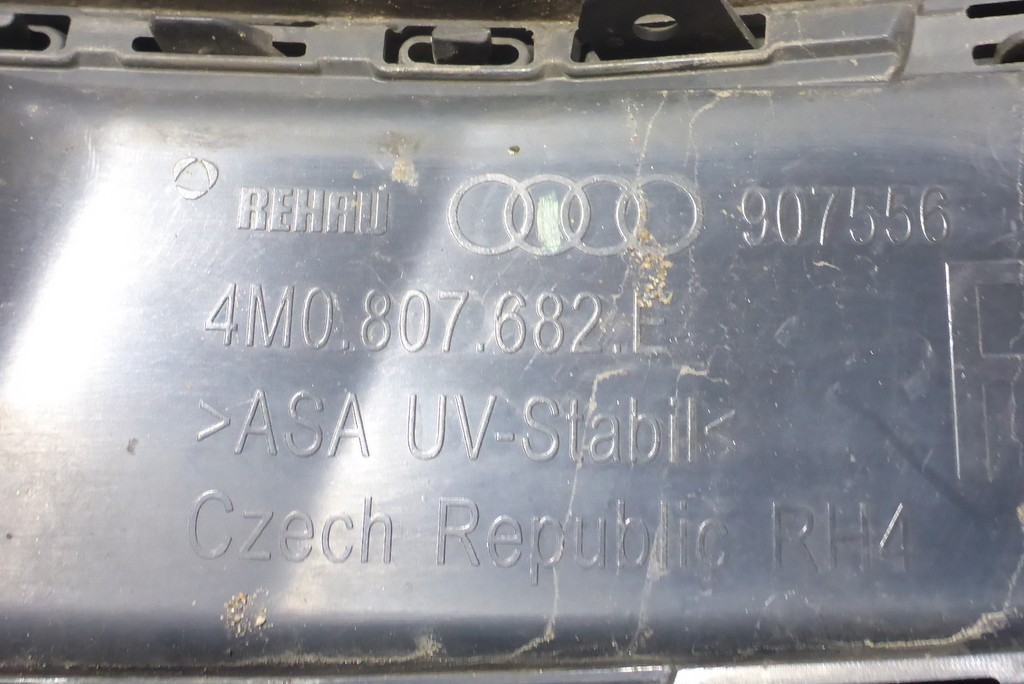 REHAU 907556
4M0.807.682.E
>ASA UV-Stabil<
Czech Republic RH4